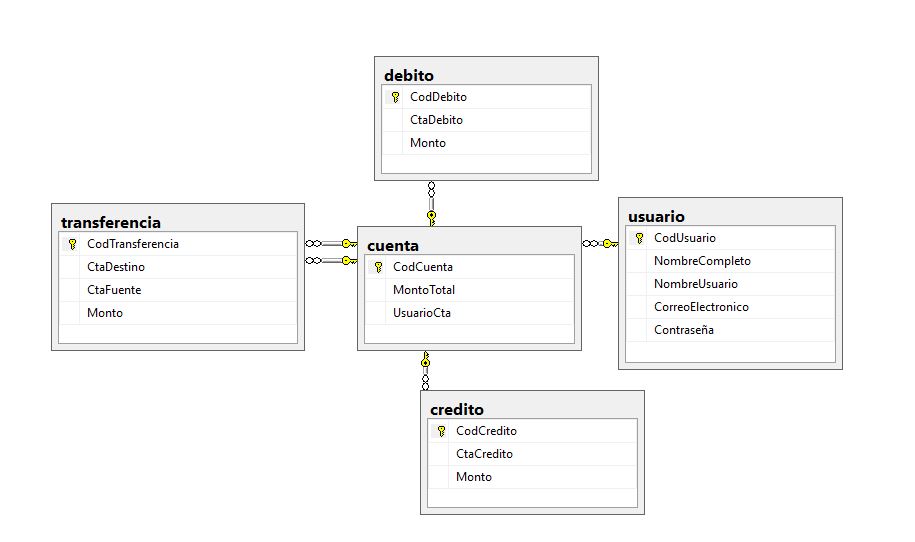 debito
CodDebito
CtaDebito
Monto
transferencia
CodTransferencia
CtaDestino
CtaFuente
Monto
cuenta
CodCuenta
MontoTotal
UsuarioCta
usuario
CodUsuario
NombreCompleto
NombreUsuario
CorreoElectronico
Contraseña
credito
CodCredito
CtaCredito
Monto